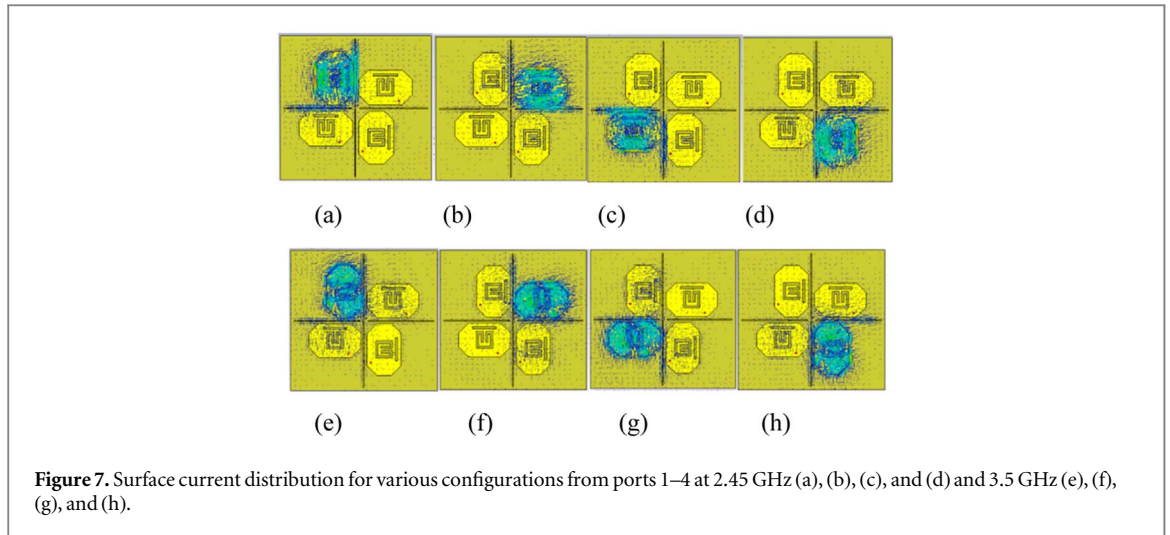 (a) (b) (c) (d)
(e) (f) (g) (h)
Figure 7. Surface current distribution for various configurations from ports 1–4 at 2.45 GHz (a), (b), (c), and (d) and 3.5 GHz (e), (f),
(g), and (h).